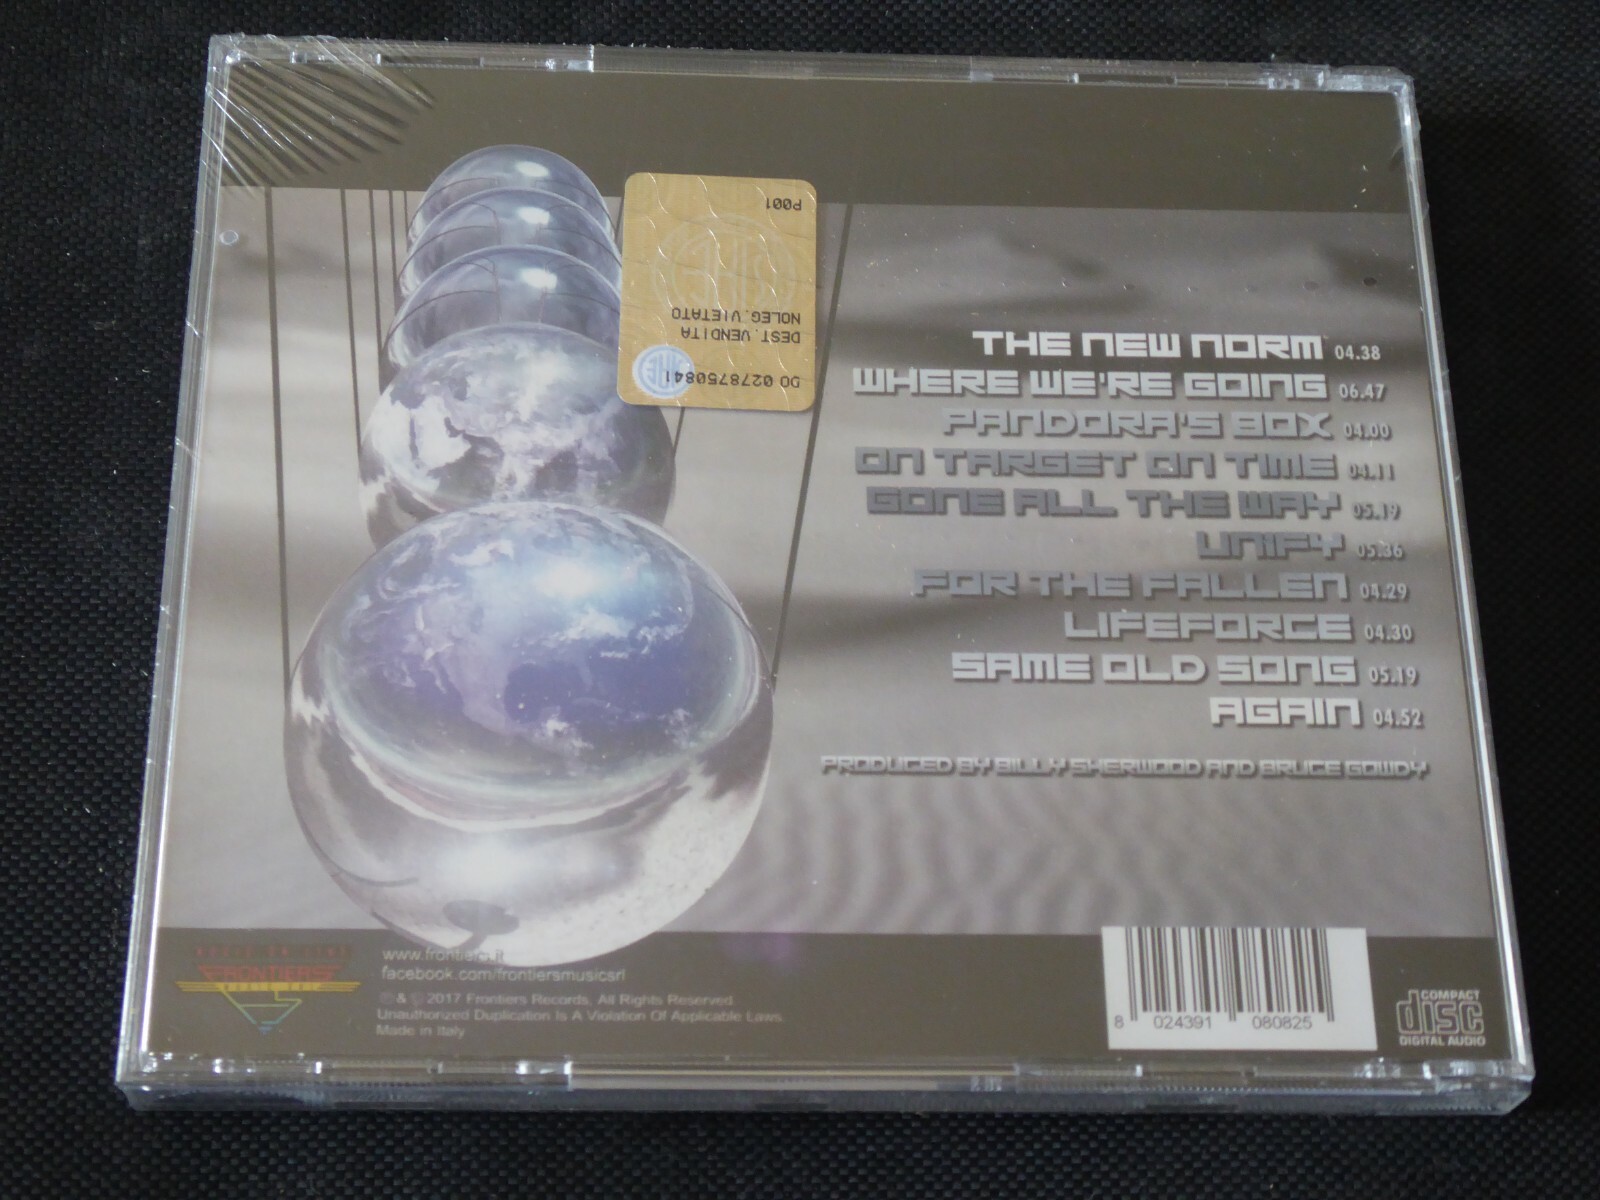 P001
NOLEG.VIETATO
DEST.VENDITA
DO 0278750841
THE NEW NORM 04.38
WHERE WE'RE GOING 06.47
PANDORA'S BOX 04.00
ON TARGET ON TIME 04.11
GONE ALL THE WAY 05.19
UNIFY 05.36
FOR THE FALLEN 04.29
LIFEFORCE 04.30
SAME OLD SONG 05.19
AGAIN 04.52
PRODUCED BY BILLY SHERWOOD AND BRUCE GOWDY
FRONTIERS
www.frontiers.it
facebook.com/frontiersmusicsrl
℗ & © 2017 Frontiers Records. All Rights Reserved.
Unauthorized Duplication Is A Violation Of Applicable Laws.
Made in Italy
8 024391 080825
COMPACT
disc
DIGITAL AUDIO